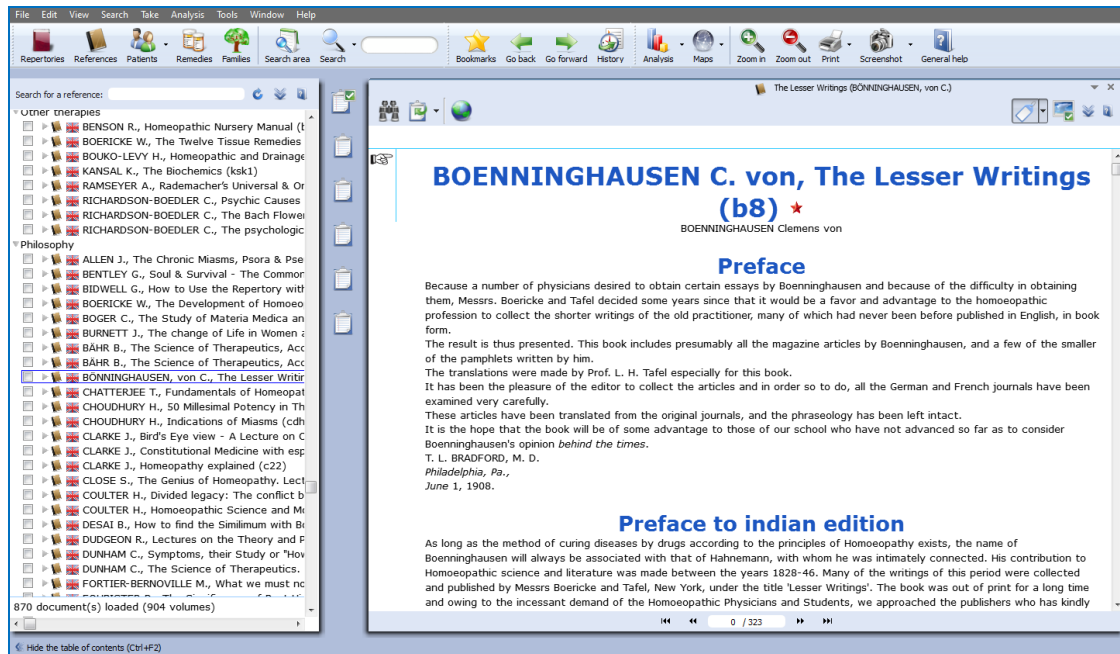 File Edit View Search Take Analysis Tools Window Help
Repertories References Patients Remedies Families Search area Search Bookmarks Go back Go forward History Analysis Maps Zoom in Zoom out Print Screenshot General help
Search for a reference:
Other therapies
BENSON R., Homeopathic Nursery Manual (b
BOERICKE W., The Twelve Tissue Remedies
BOUKO-LEVY H., Homeopathic and Drainage
KANSAL K., The Biochemics (ksk1)
RAMSEYER A., Rademacher's Universal & Or
RICHARDSON-BOEDLER C., Psychic Causes
RICHARDSON-BOEDLER C., The Bach Flower
RICHARDSON-BOEDLER C., The psychologic
Philosophy
ALLEN J., The Chronic Miasms, Psora & Pse
BENTLEY G., Soul & Survival - The Common
BIDWELL G., How to Use the Repertory with
BOERICKE W., The Development of Homeo
BOGER C., The Study of Materia Medica an
BURNETT J., The change of Life in Women a
BÄHR B., The Science of Therapeutics, Acc
BÄHR B., The Science of Therapeutics, Acc
BÖNNINGHAUSEN, von C., The Lesser Writin
CHATTERJEE T., Fundamentals of Homeopat
CHOUDHURY H., 50 Millesimal Potency in Th
CHOUDHURY H., Indications of Miasms (cdh
CLARKE J., Bird's Eye view - A Lecture on C
CLARKE J., Constitutional Medicine with esp
CLARKE J., Homeopathy explained (c22)
CLOSE S., The Genius of Homeopathy. Lect
COULTER H., Divided legacy: The conflict b
COULTER H., Homoeopathic Science and Mo
DESAI B., How to find the Similimum with Bo
DUDGEON R., Lectures on the Theory and P
DUNHAM C., Symptoms, their Study or "How
DUNHAM C., The Science of Therapeutics.
FORTIER-BERNOVILLE M., What we must no
870 document(s) loaded (904 volumes)
Hide the table of contents (Ctrl+F2)
The Lesser Writings (BÖNNINGHAUSEN, von C.)
BOENNINGHAUSEN C. von, The Lesser Writings
(b8)
BOENNINGHAUSEN Clemens von
Preface
Because a number of physicians desired to obtain certain essays by Boenninghausen and because of the difficulty in obtaining
them, Messrs. Boericke and Tafel decided some years since that it would be a favor and advantage to the homoeopathic
profession to collect the shorter writings of the old practitioner, many of which had never been before published in English, in book
form.
The result is thus presented. This book includes presumably all the magazine articles by Boenninghausen, and a few of the smaller
of the pamphlets written by him.
The translations were made by Prof. L. H. Tafel especially for this book.
It has been the pleasure of the editor to collect the articles and in order so to do, all the German and French journals have been
examined very carefully.
These articles have been translated from the original journals, and the phraseology has been left intact.
It is the hope that the book will be of some advantage to those of our school who have not advanced so far as to consider
Boenninghausen's opinion behind the times.
T. L. BRADFORD, M. D.
Philadelphia, Pa.,
June 1, 1908.
Preface to indian edition
As long as the method of curing diseases by drugs according to the principles of Homoeopathy exists, the name of
Boenninghausen will always be associated with that of Hahnemann, with whom he was intimately connected. His contribution to
Homoeopathic science and literature was made between the years 1828-46. Many of the writings of this period were collected
and published by Messrs Boericke and Tafel, New York, under the title 'Lesser Writings'. The book was out of print for a long time
and owing to the incessant demand of the Homoeopathic Physicians and Students, we approached the publishers who has kindly
0 / 323